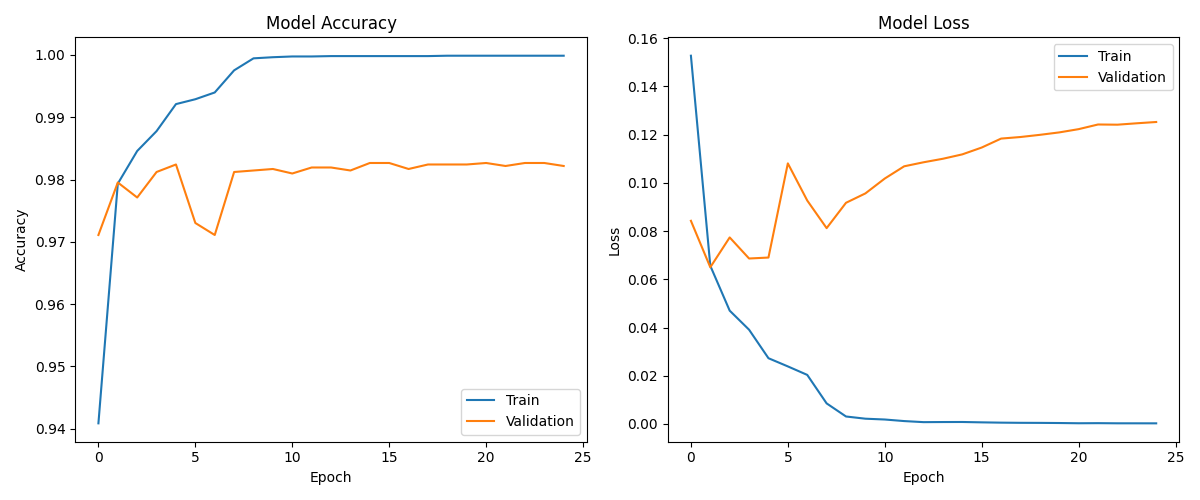 Model Accuracy
Accuracy
1.00
0.99
0.98
0.97
0.96
0.95
0.94
0
5
10
15
20
25
Epoch
Train
Validation
Model Loss
Loss
0.16
0.14
0.12
0.10
0.08
0.06
0.04
0.02
0.00
0
5
10
15
20
25
Epoch
Train
Validation